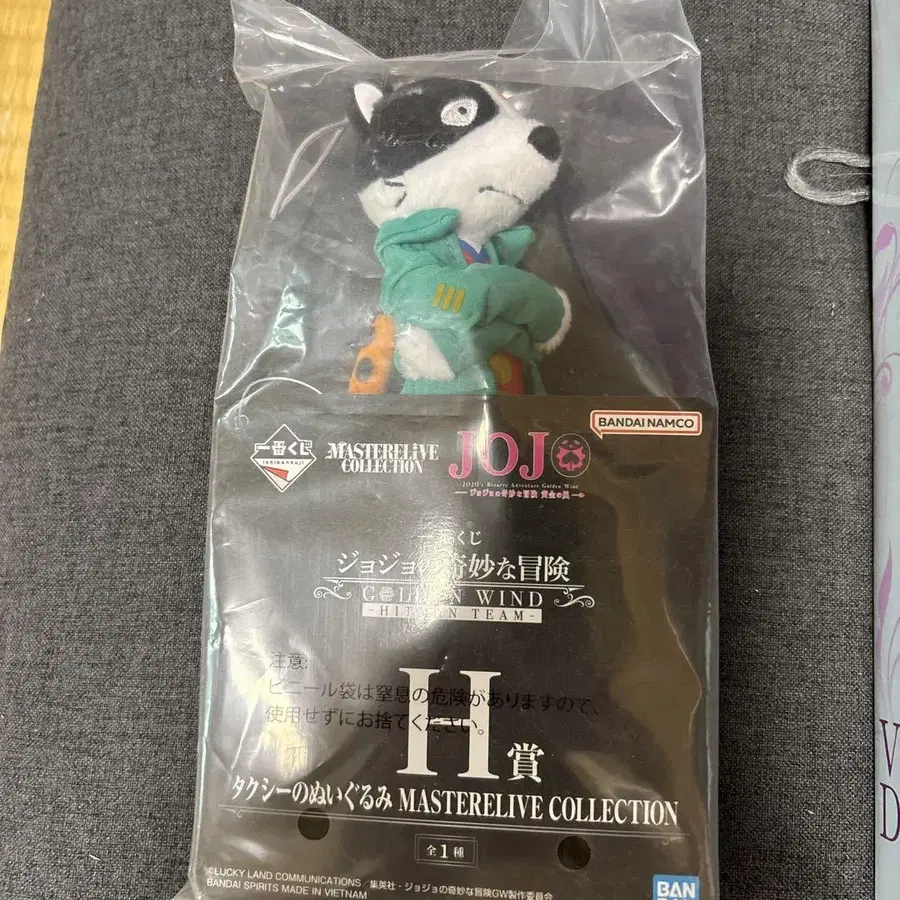 BANDAI NAMCO
一番くじ
ichibankuji
MASTERELIVE
COLLECTION
JOJO
JOJO's Bizarre Adventure Golden Wind
ジョジョの奇妙な冒険 黄金の風
くじ
ジョジョの奇妙な冒険
GOLDEN WIND
-HITMAN TEAM-
注意:
ビニール袋は窒息の危険がありますので、
使用せずにお捨てください。
H賞
タクシーのぬいぐるみ MASTERELIVE COLLECTION
全1種
©LUCKY LAND COMMUNICATIONS/集英社・ジョジョの奇妙な冒険GW製作委員会
BANDAI SPIRITS MADE IN VIETNAM
BAN
V
D